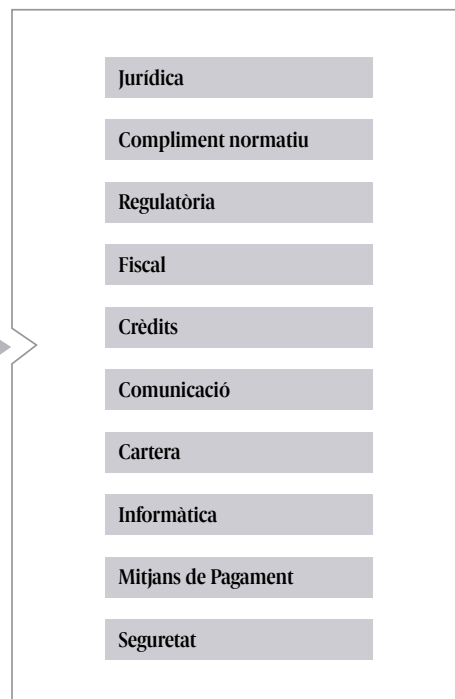 Jurídica
Compliment normatiu
Regulatòria
Fiscal
Crèdits
Comunicació
Cartera
Informàtica
Mitjans de Pagament
Seguretat